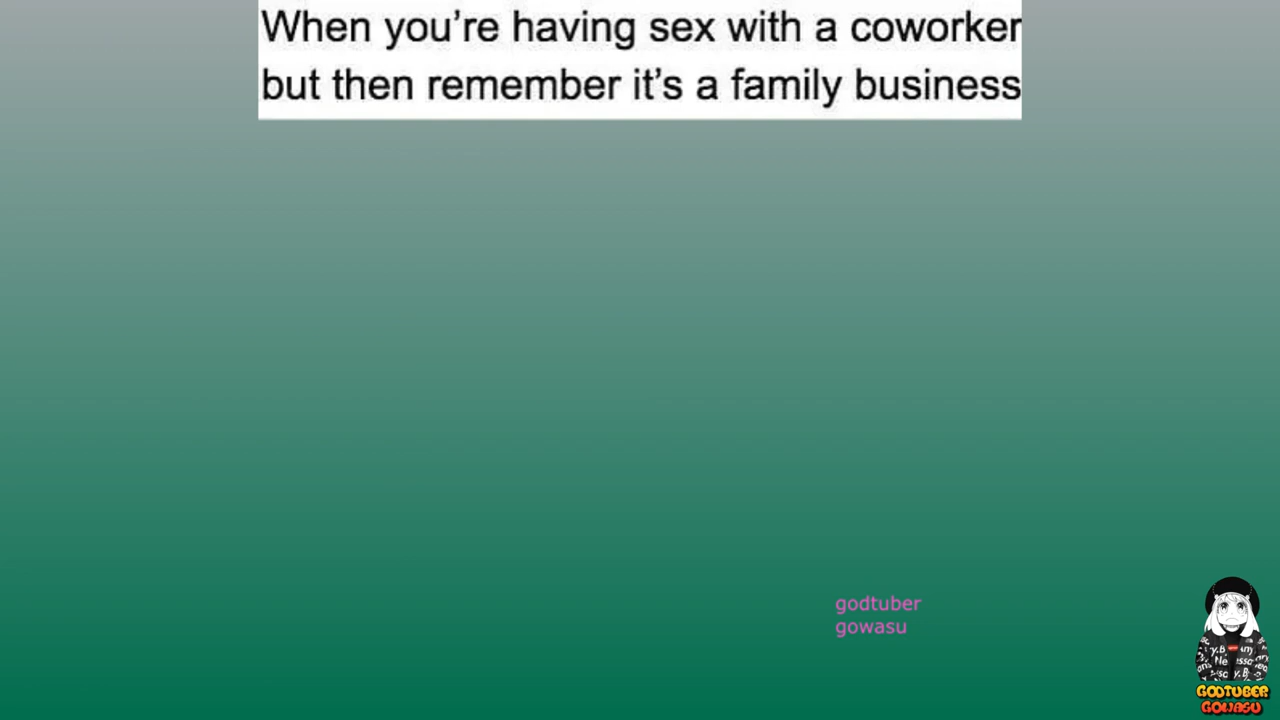 When you’re having sex with a coworker
but then remember it’s a family business
godtuber
gowasu
GODTUBER
GOWASU